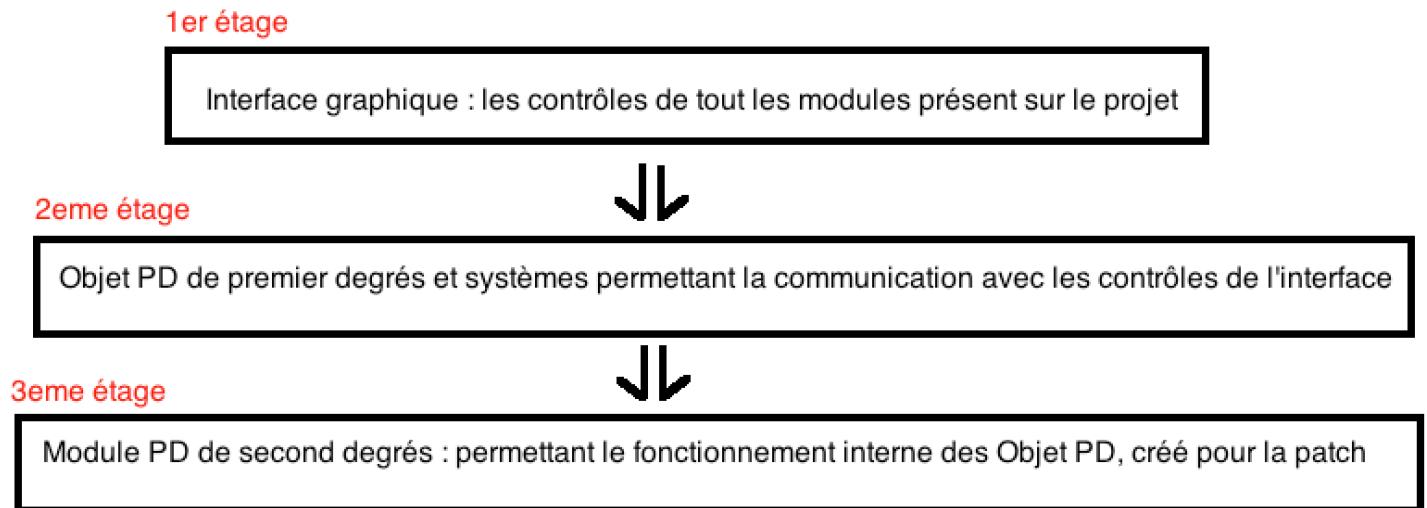 1er étage
Interface graphique : les contrôles de tout les modules présent sur le projet
2eme étage
Objet PD de premier degrés et systèmes permettant la communication avec les contrôles de l'interface
3eme étage
Module PD de second degrés : permettant le fonctionnement interne des Objet PD, créé pour la patch